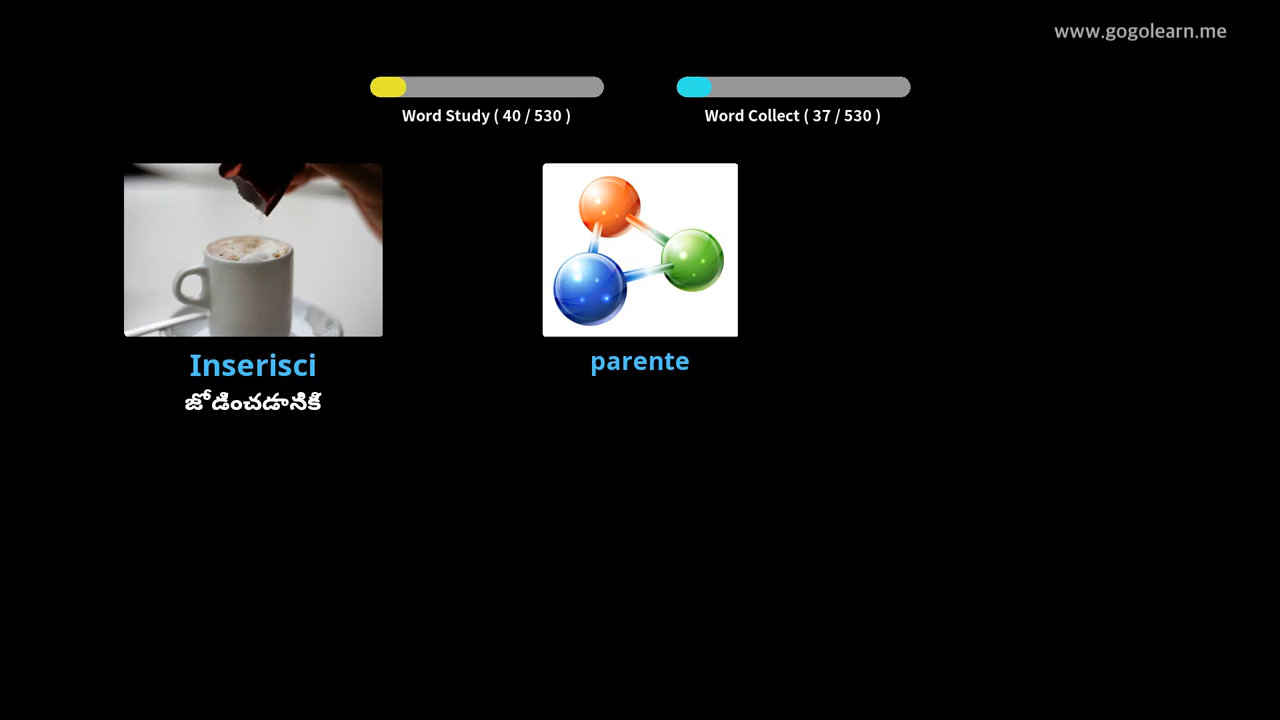 www.gogolearn.me
Word Study ( 40 / 530 )
Word Collect ( 37 / 530 )
Inserisci
జోడించడానికి
parente